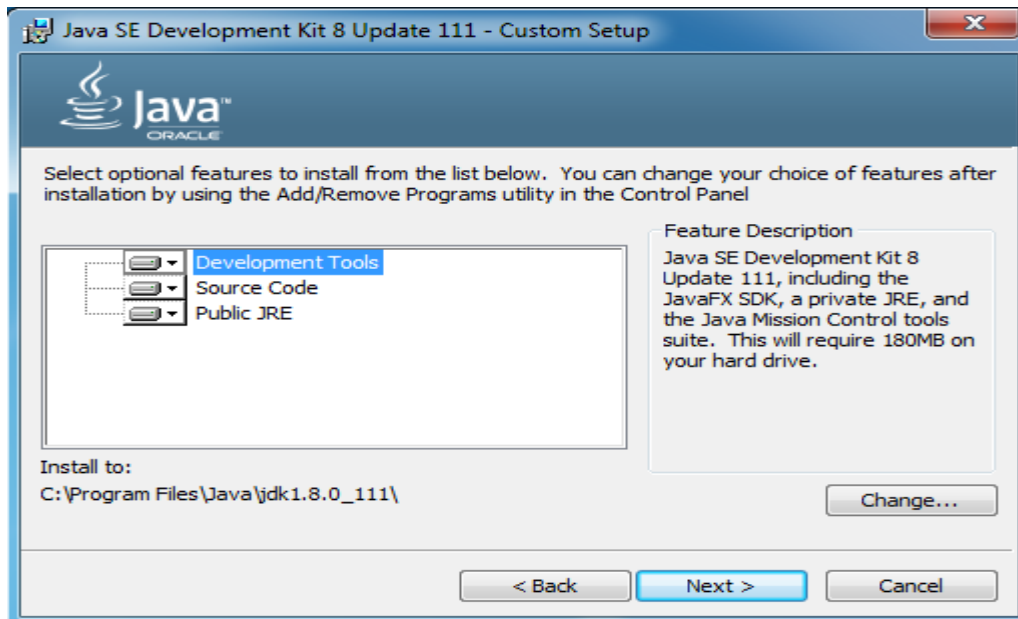 Java SE Development Kit 8 Update 111 - Custom Setup
Java™
ORACLE
Select optional features to install from the list below. You can change your choice of features after
installation by using the Add/Remove Programs utility in the Control Panel
Development Tools
Source Code
Public JRE
Feature Description
Java SE Development Kit 8
Update 111, including the
JavaFX SDK, a private JRE, and
the Java Mission Control tools
suite. This will require 180MB on
your hard drive.
Install to:
C:\Program Files\Java\jdk1.8.0_111\
Change...
< Back
Next >
Cancel